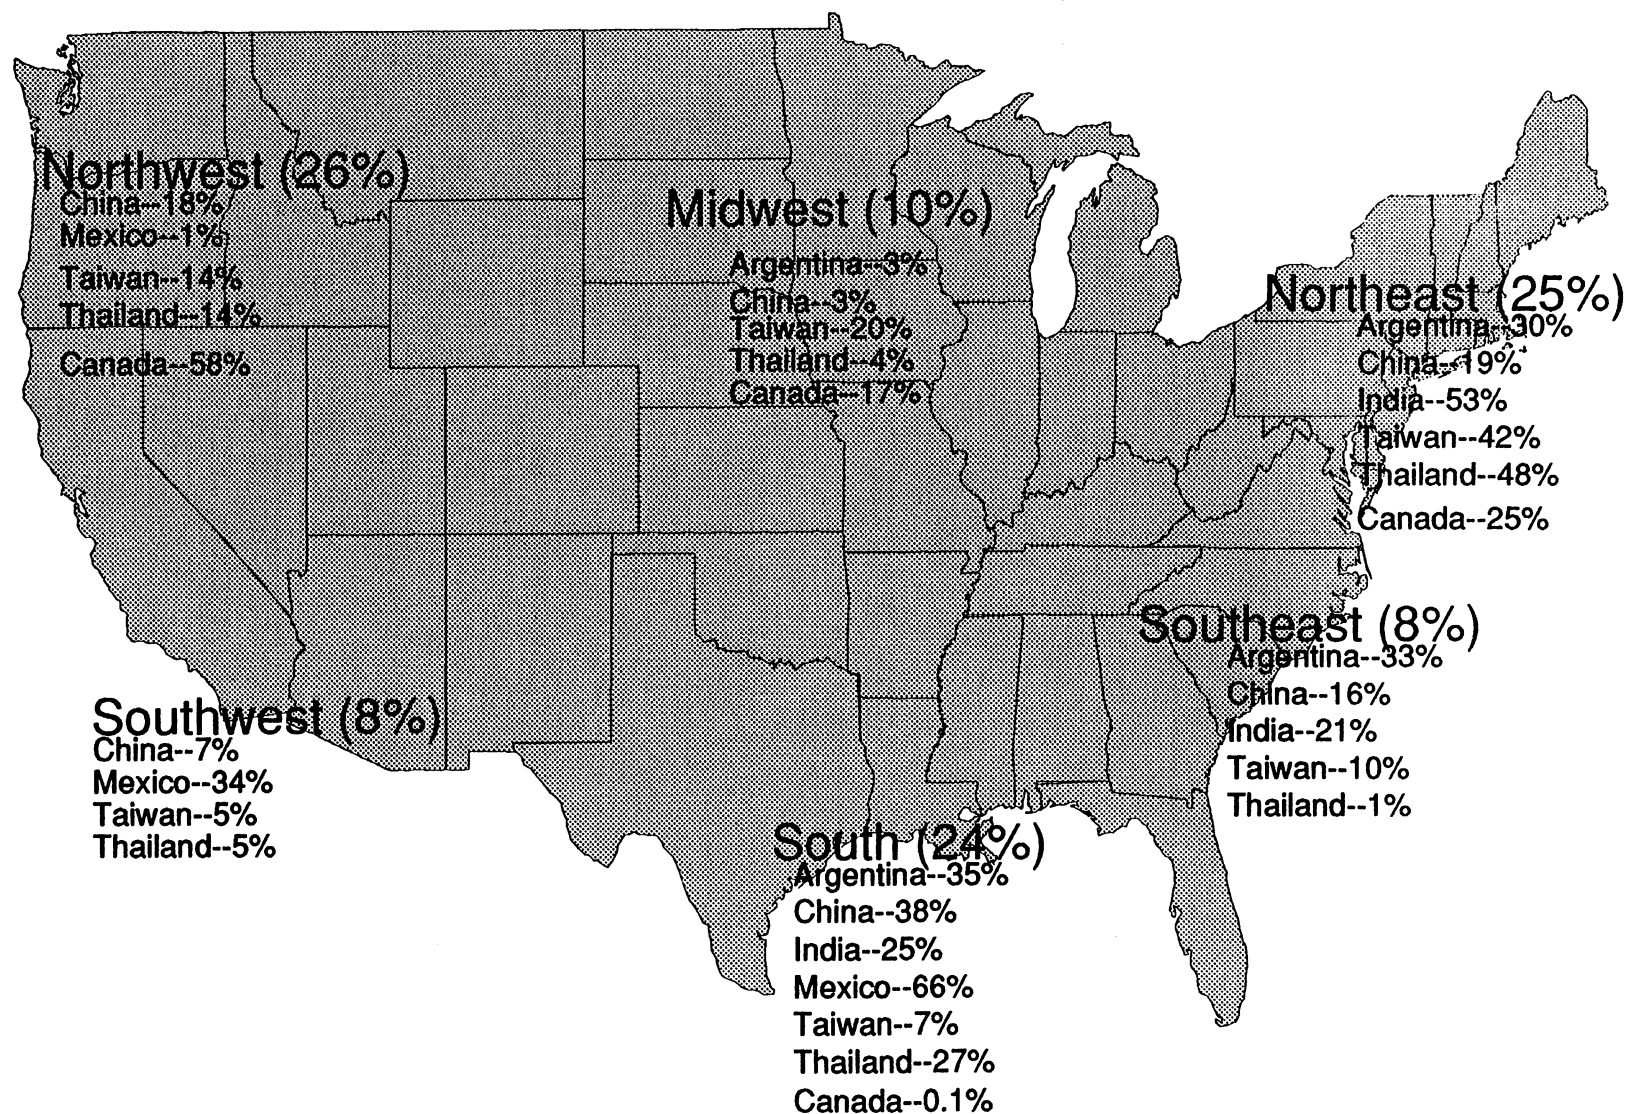 Northwest (26%)
China--18%
Mexico--1%
Taiwan--14%
Thailand--14%
Canada--58%
Midwest (10%)
Argentina--3%
China--3%
Taiwan--20%
Thailand--4%
Canada--17%
Northeast (25%)
Argentina--30%
China--19%
India--53%
Taiwan--42%
Thailand--48%
Canada--25%
Southeast (8%)
Argentina--33%
China--16%
India--21%
Taiwan--10%
Thailand--1%
Southwest (8%)
China--7%
Mexico--34%
Taiwan--5%
Thailand--5%
South (24%)
Argentina--35%
China--38%
India--25%
Mexico--66%
Taiwan--7%
Thailand--27%
Canada--0.1%